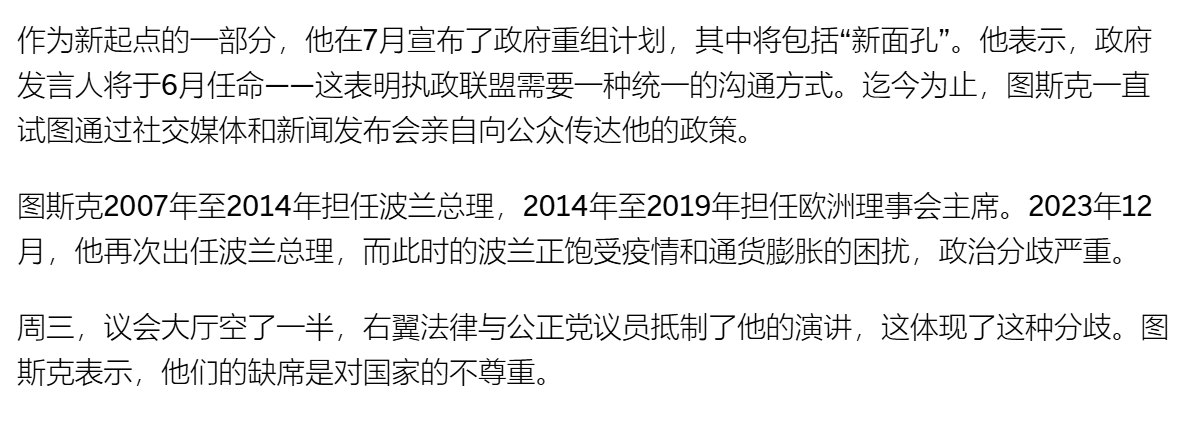 作为新起点的一部分，他在7月宣布了政府重组计划，其中将包括“新面孔”。他表示，政府
发言人将于6月任命——这表明执政联盟需要一种统一的沟通方式。迄今为止，图斯克一直
试图通过社交媒体和新闻发布会亲自向公众传达他的政策。
图斯克2007年至2014年担任波兰总理，2014年至2019年担任欧洲理事会主席。2023年12
月，他再次出任波兰总理，而此时的波兰正饱受疫情和通货膨胀的困扰，政治分歧严重。
周三，议会大厅空了一半，右翼法律与公正党议员抵制了他的演讲，这体现了这种分歧。图
斯克表示，他们的缺席是对国家的不尊重。